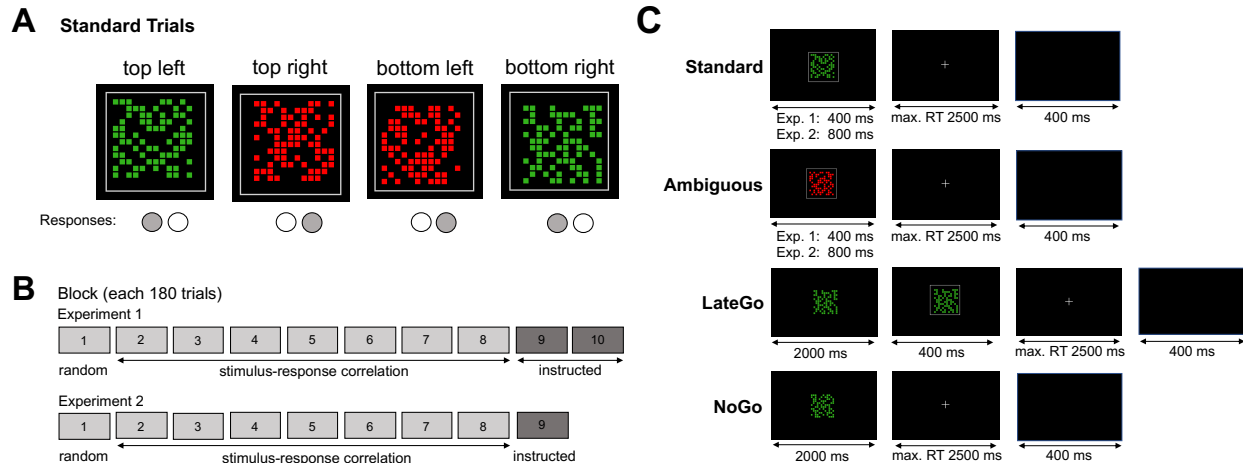 A Standard Trials
top left top right bottom left bottom right
Responses:
B
Block (each 180 trials)
Experiment 1
1 2 3 4 5 6 7 8 9 10
random stimulus-response correlation instructed
Experiment 2
1 2 3 4 5 6 7 8 9
random stimulus-response correlation instructed
C
Standard
Exp. 1: 400 ms max. RT 2500 ms 400 ms
Exp. 2: 800 ms
Ambiguous
Exp. 1: 400 ms max. RT 2500 ms 400 ms
Exp. 2: 800 ms
LateGo
2000 ms 400 ms max. RT 2500 ms 400 ms
NoGo
2000 ms max. RT 2500 ms 400 ms